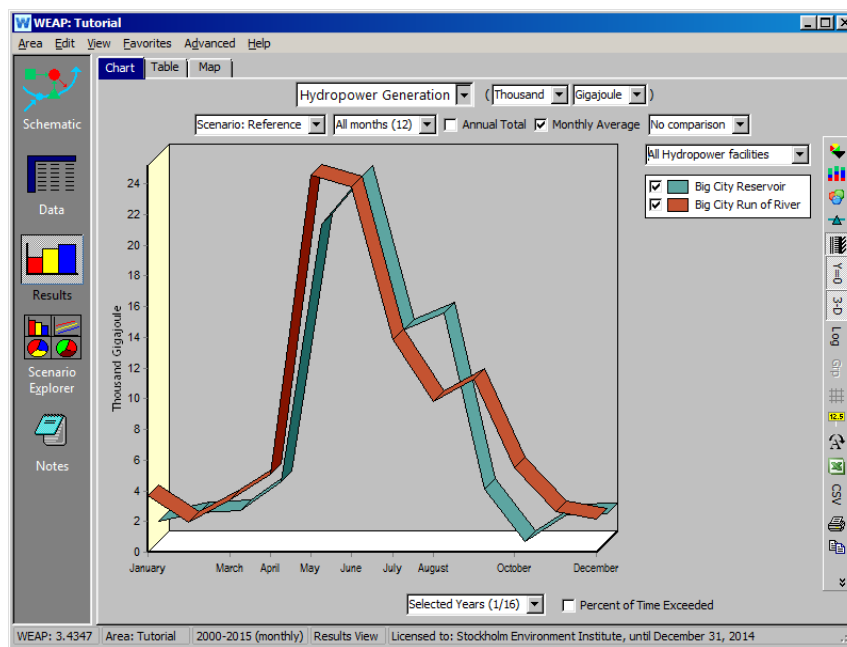 WEAP: Tutorial
Area Edit View Favorites Advanced Help
Chart Table Map
Hydropower Generation ( Thousand Gigajoule )
Scenario: Reference All months (12) Annual Total Monthly Average No comparison
All Hydropower facilities
Big City Reservoir
Big City Run of River
Schematic
Data
Results
Scenario
Explorer
Notes
Thousand Gigajoule
24
22
20
18
16
14
12
10
8
6
4
2
0
January March April May June July August October December
Y=0
3-D
Log
Grp
12.5
A
CSV
Selected Years (1/16) Percent of Time Exceeded
WEAP: 3.4347 Area: Tutorial 2000-2015 (monthly) Results View Licensed to: Stockholm Environment Institute, until December 31, 2014